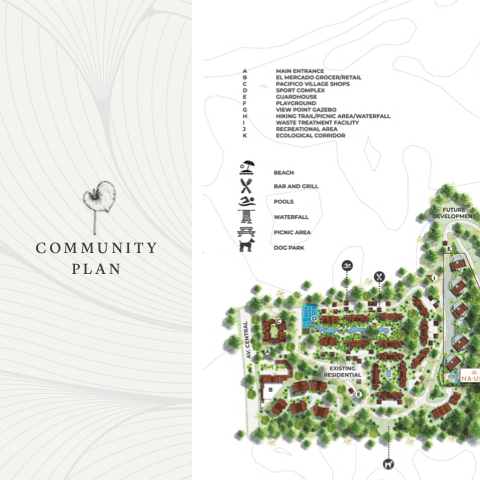 COMMUNITY
PLAN
A MAIN ENTRANCE
B EL MERCADO GROCER/RETAIL
C PACIFICO VILLAGE SHOPS
D SPORT COMPLEX
E GUARDHOUSE
F PLAYGROUND
G VIEW POINT GAZEBO
H HIKING TRAIL/PICNIC AREA/WATERFALL
I WASTE TREATMENT FACILITY
J RECREATIONAL AREA
K ECOLOGICAL CORRIDOR
BEACH
BAR AND GRILL
POOLS
WATERFALL
PICNIC AREA
DOG PARK
FUTURE
DEVELOPMENT
E
I
D
C
AV. CENTRAL
A
EXISTING
RESIDENTIAL
B
E